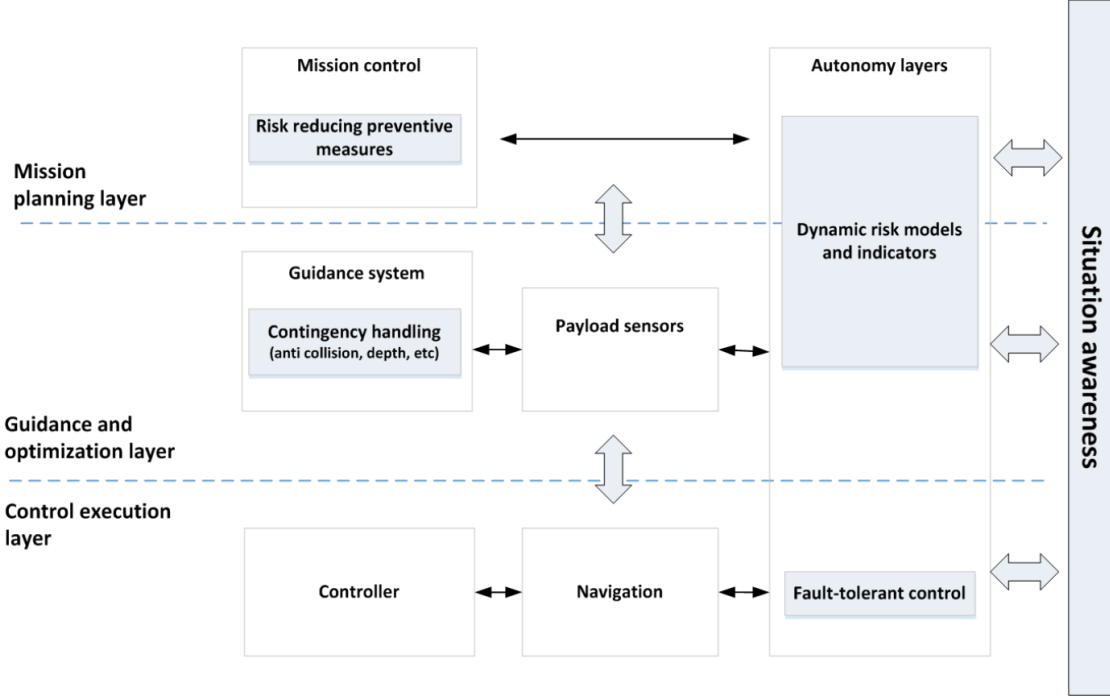 Mission control
Autonomy layers
Risk reducing preventive
measures
Mission
planning layer
Dynamic risk models
and indicators
Situation awareness
Guidance system
Contingency handling
(anti collision, depth, etc)
Payload sensors
Guidance and
optimization layer
Control execution
layer
Controller
Navigation
Fault-tolerant control